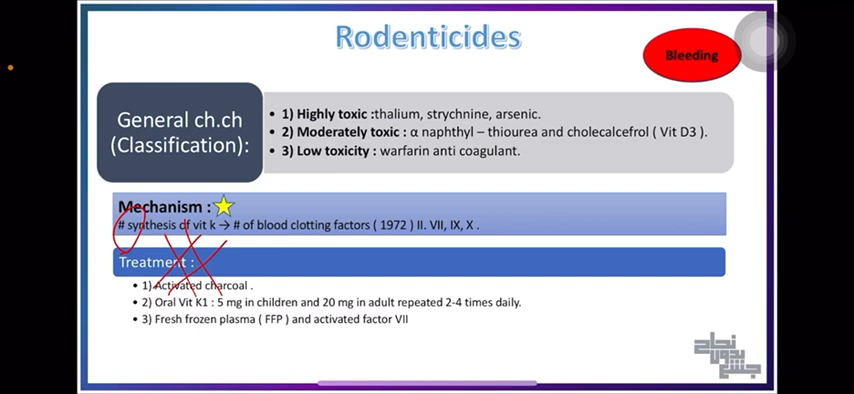 Rodenticides
Bleeding
General ch.ch
(Classification):
• 1) Highly toxic :thalium, strychnine, arsenic.
• 2) Moderately toxic : α naphthyl – thiourea and cholecalcefrol ( Vit D3 ).
• 3) Low toxicity : warfarin anti coagulant.
Mechanism :
# synthesis of vit k → # of blood clotting factors ( 1972 ) II. VII, IX, X .
Treatment :
• 1) Activated charcoal .
• 2) Oral Vit K1 : 5 mg in children and 20 mg in adult repeated 2-4 times daily.
• 3) Fresh frozen plasma ( FFP ) and activated factor VII
نجاح
بدون
جشع